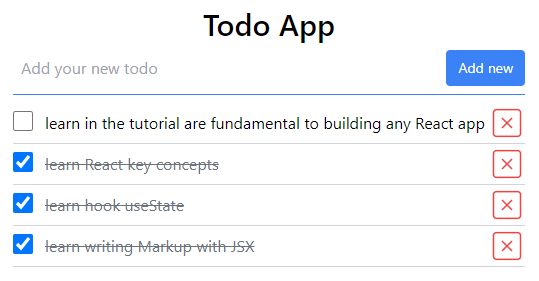 Todo App
Add your new todo
Add new
learn in the tutorial are fundamental to building any React app
learn React key concepts
learn hook useState
learn writing Markup with JSX